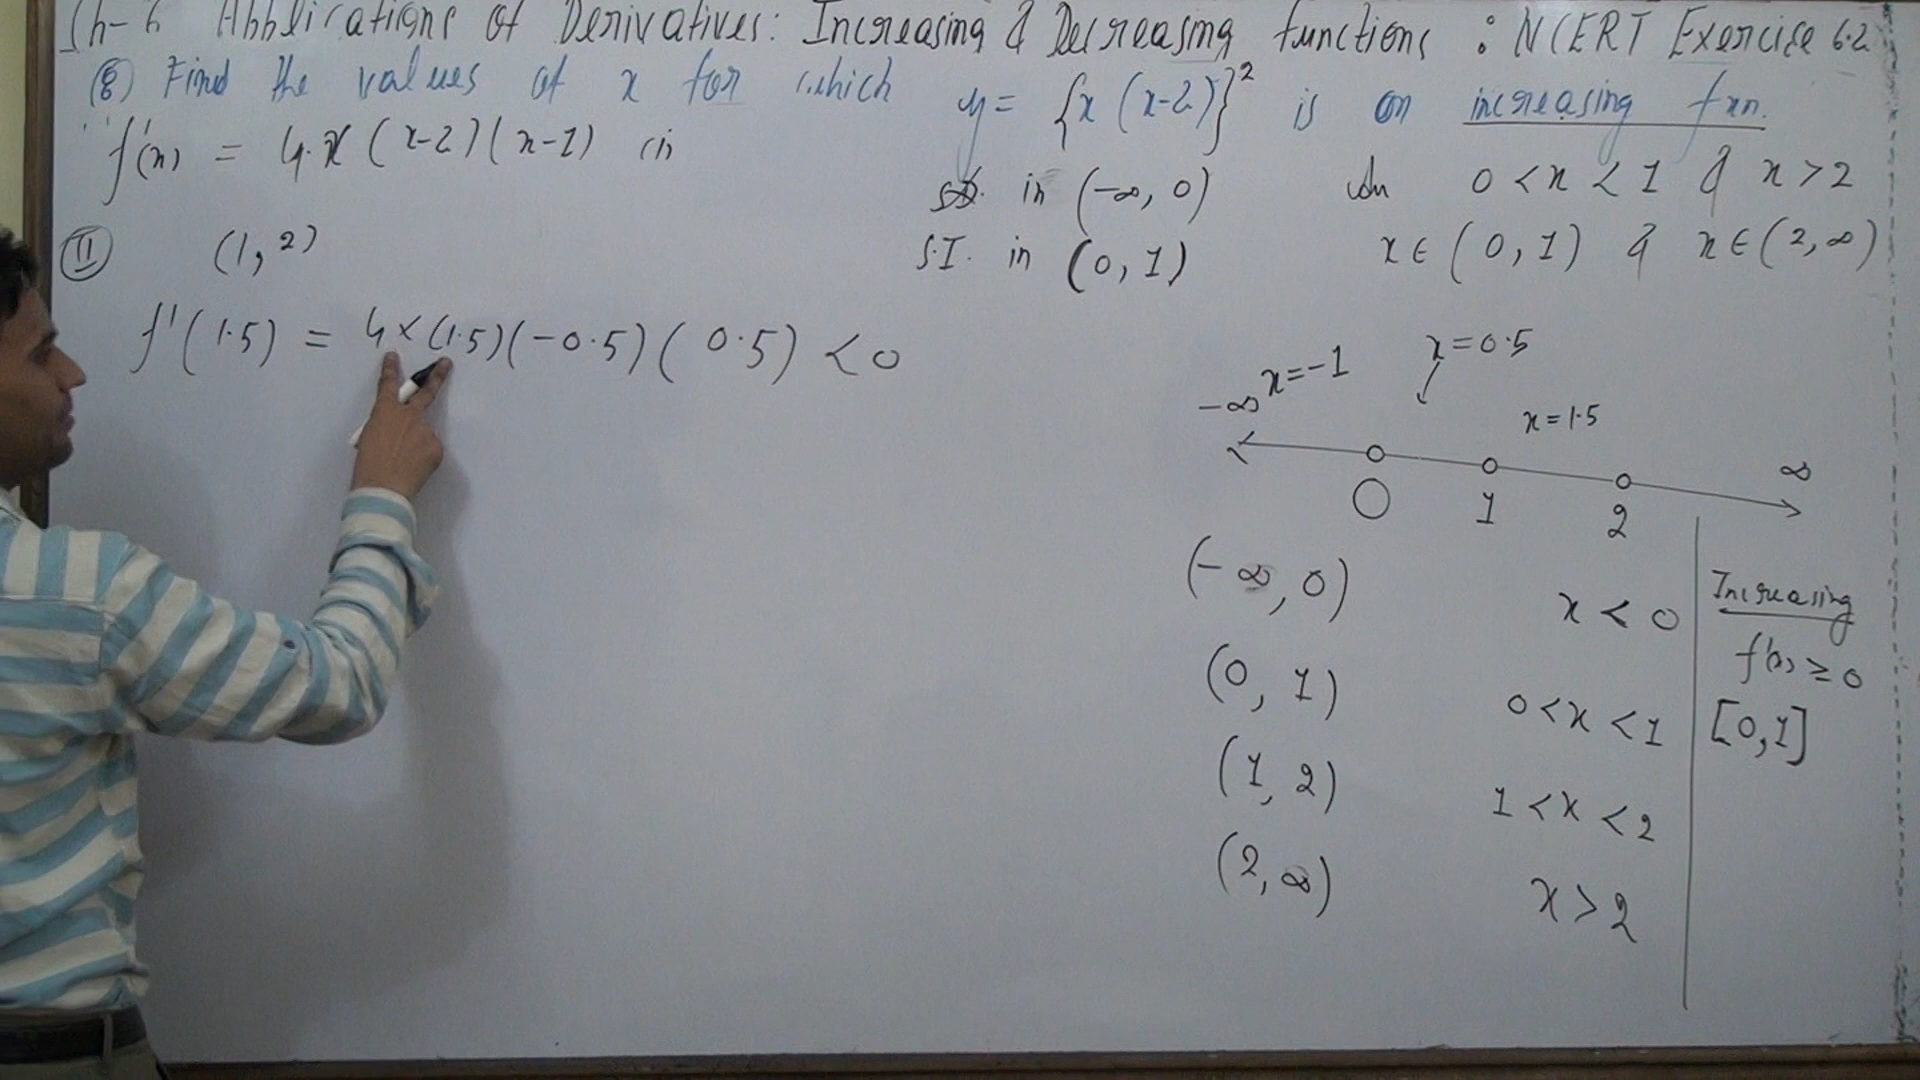 Ch-6 Applications of Derivatives: Increasing & Decreasing functions : NCERT Exercise 6.2
(8) Find the values of x for which y = {x (x-2)}² is an increasing fxn.
f'(x) = 4.x (x-2)(x-1) is
SD. in (-∞, 0)
S.I. in (0, 1)
0 < x < 1 & x > 2
x ∈ (0, 1) & x ∈ (2, ∞)
II (1, 2)
f'(1.5) = 4×(1.5)(-0.5)(0.5) < 0
x=-1 x=0.5
-∞ x=1.5 ∞
0 1 2
(-∞, 0) x < 0
(0, 1) 0 < x < 1
(1, 2) 1 < x < 2
(2, ∞) x > 2
Increasing
f'(x) ≥ 0
[0, 1]